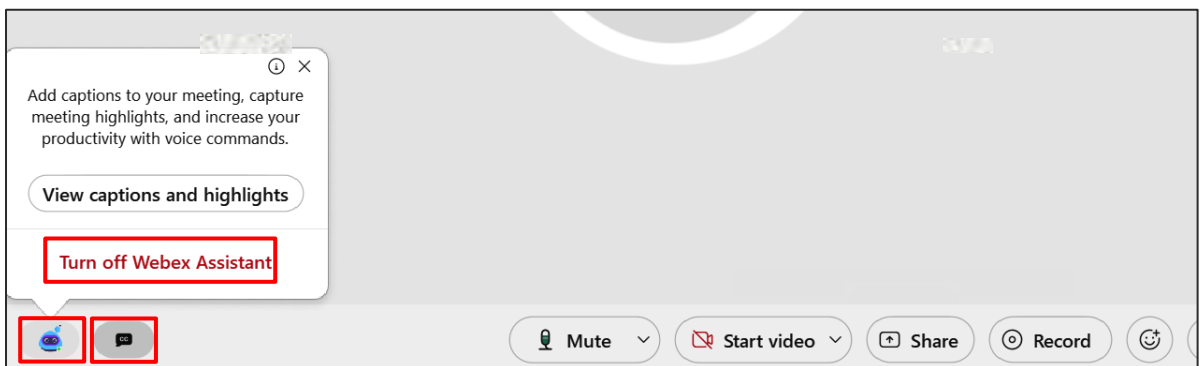 Add captions to your meeting, capture
meeting highlights, and increase your
productivity with voice commands.
View captions and highlights
Turn off Webex Assistant
CC
Mute
Start video
Share
Record